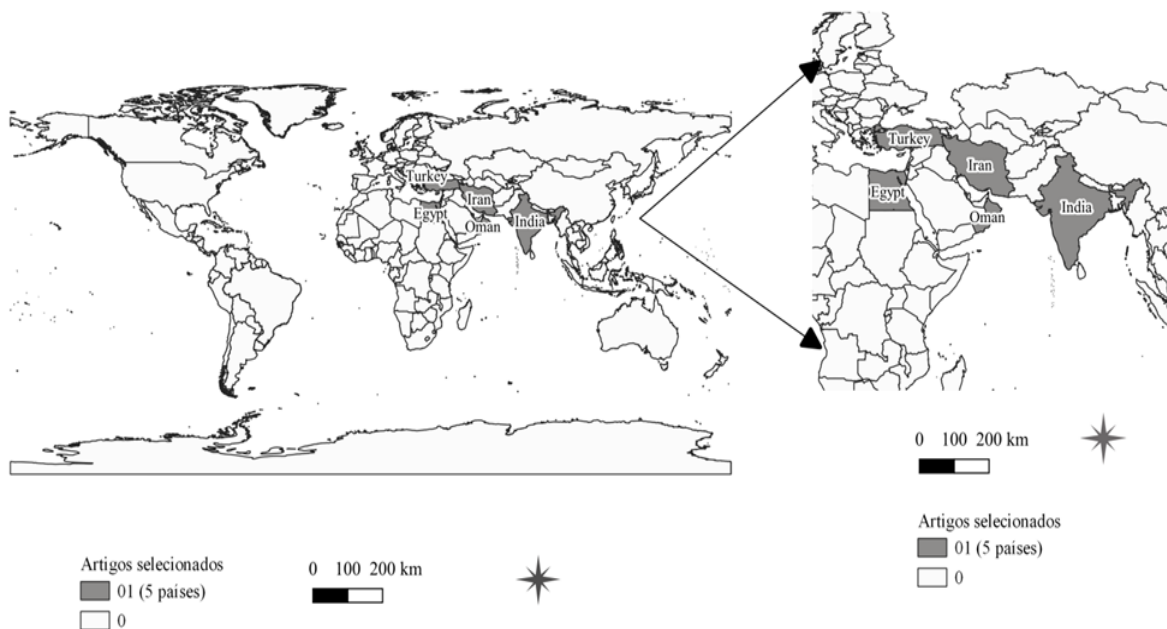 Turkey
Iran
Egypt
Oman
India
0 100 200 km
Artigos selecionados
01 (5 países)
0
Turkey
Iran
Egypt
Oman
India
0 100 200 km
Artigos selecionados
01 (5 paises)
0